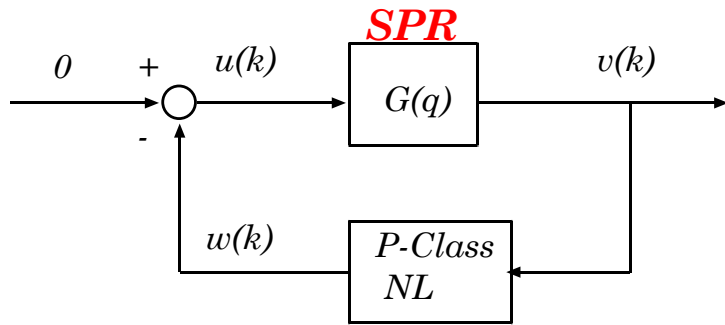 SPR
0
+
u(k)
v(k)
G(q)
-
w(k)
P-Class
NL